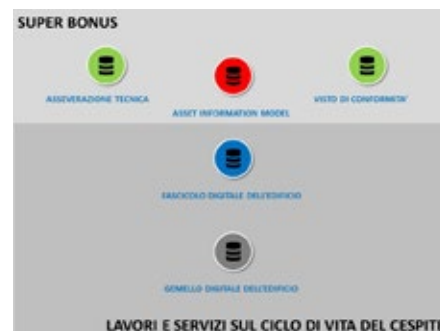 SUPER BONUS
ASSEVERAZIONE TECNICA
VISTO DI CONFORMITA'
ASSET INFORMATION MODEL
FASCICOLO DIGITALE DELL'EDIFICIO
GEMELLO DIGITALE DELL'EDIFICIO
LAVORI E SERVIZI SUL CICLO DI VITA DEL CESPITE